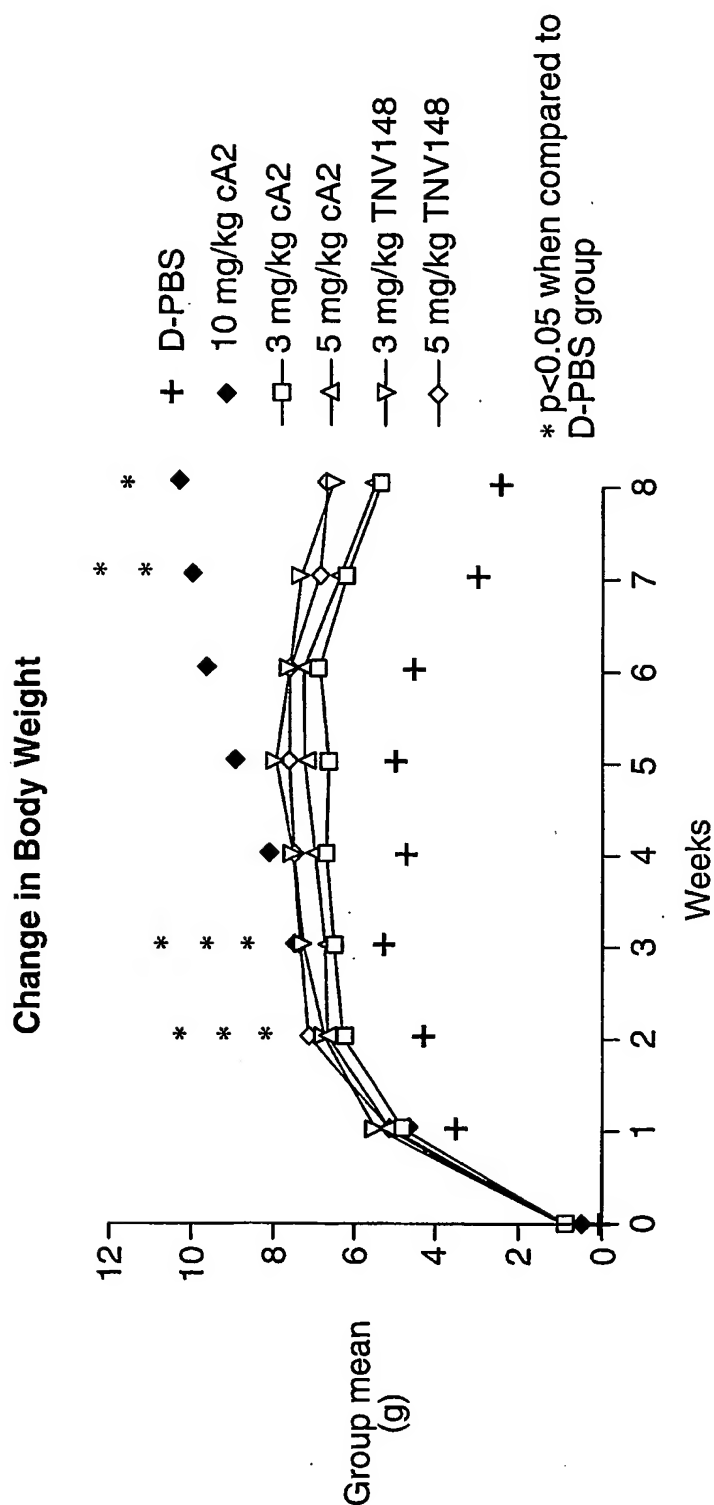 Change in Body Weight
Group mean
(g)
12
10
8
6
4
2
0
* * *
* * *
* *
*
0 1 2 3 4 5 6 7 8
Weeks
D-PBS
10 mg/kg cA2
3 mg/kg cA2
5 mg/kg cA2
3 mg/kg TNV148
5 mg/kg TNV148
* p<0.05 when compared to
D-PBS group